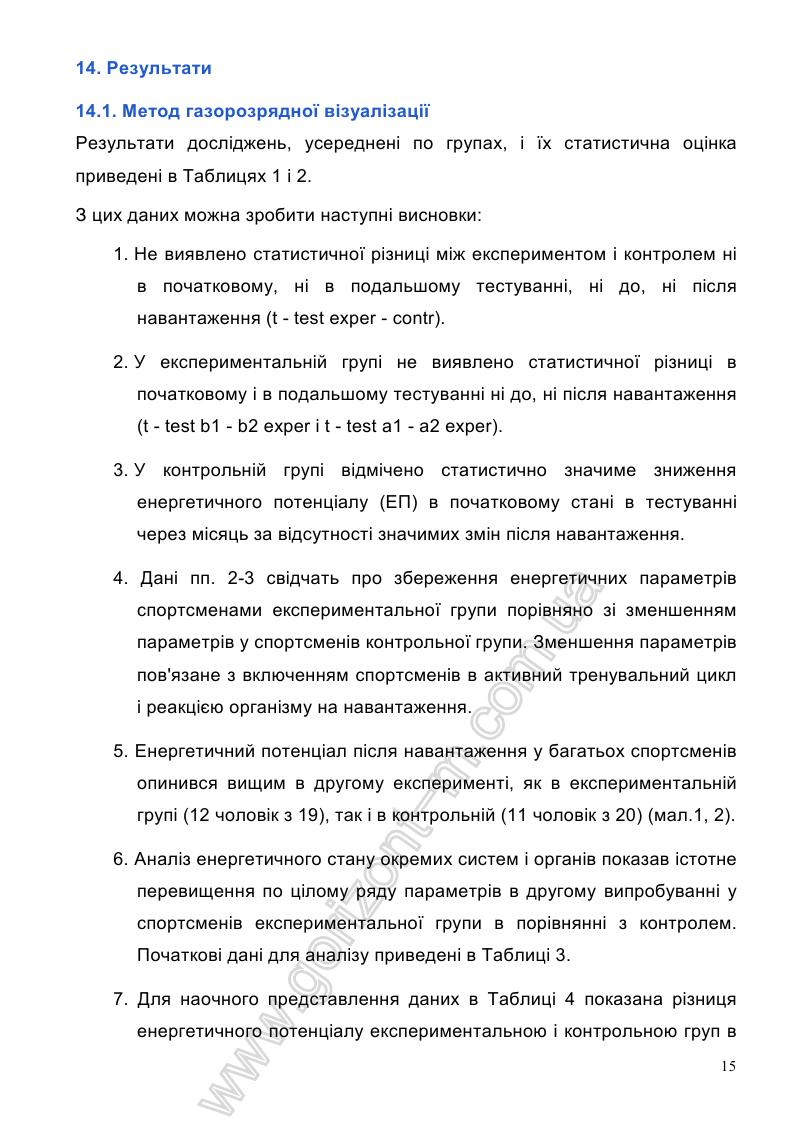 14. Результати
14.1. Метод газорозрядної візуалізації
Результати досліджень, усереднені по групах, і їх статистична оцінка
приведені в Таблицях 1 і 2.
З цих даних можна зробити наступні висновки:
1. Не виявлено статистичної різниці між експериментом і контролем ні
в початковому, ні в подальшому тестуванні, ні до, ні після
навантаження (t - test exper - contr).
2. У експериментальній групі не виявлено статистичної різниці в
початковому і в подальшому тестуванні ні до, ні після навантаження
(t - test b1 - b2 exper і t - test a1 - a2 exper).
3. У контрольній групі відмічено статистично значиме зниження
енергетичного потенціалу (ЕП) в початковому стані в тестуванні
через місяць за відсутності значимих змін після навантаження.
4. Дані пп. 2-3 свідчать про збереження енергетичних параметрів
спортсменами експериментальної групи порівняно зі зменшенням
параметрів у спортсменів контрольної групи. Зменшення параметрів
пов'язане з включенням спортсменів в активний тренувальний цикл
і реакцією організму на навантаження.
5. Енергетичний потенціал після навантаження у багатьох спортсменів
опинився вищим в другому експерименті, як в експериментальній
групі (12 чоловік з 19), так і в контрольній (11 чоловік з 20) (мал.1, 2).
6. Аналіз енергетичного стану окремих систем і органів показав істотне
перевищення по цілому ряду параметрів в другому випробуванні у
спортсменів експериментальної групи в порівнянні з контролем.
Початкові дані для аналізу приведені в Таблиці 3.
7. Для наочного представлення даних в Таблиці 4 показана різниця
енергетичного потенціалу експериментальною і контрольною груп в
15
www.gorizont-m.com.ua